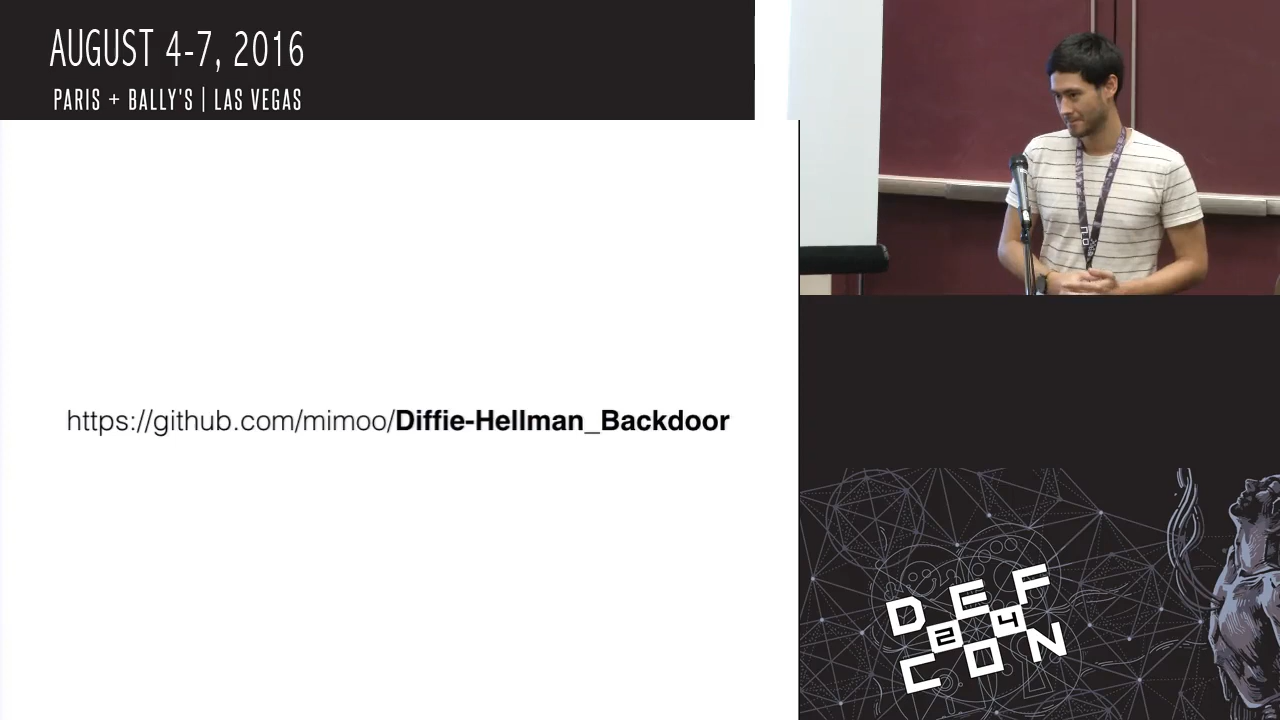 AUGUST 4-7, 2016
PARIS + BALLY'S | LAS VEGAS
https://github.com/mimoo/Diffie-Hellman_Backdoor
DEF
24
CON